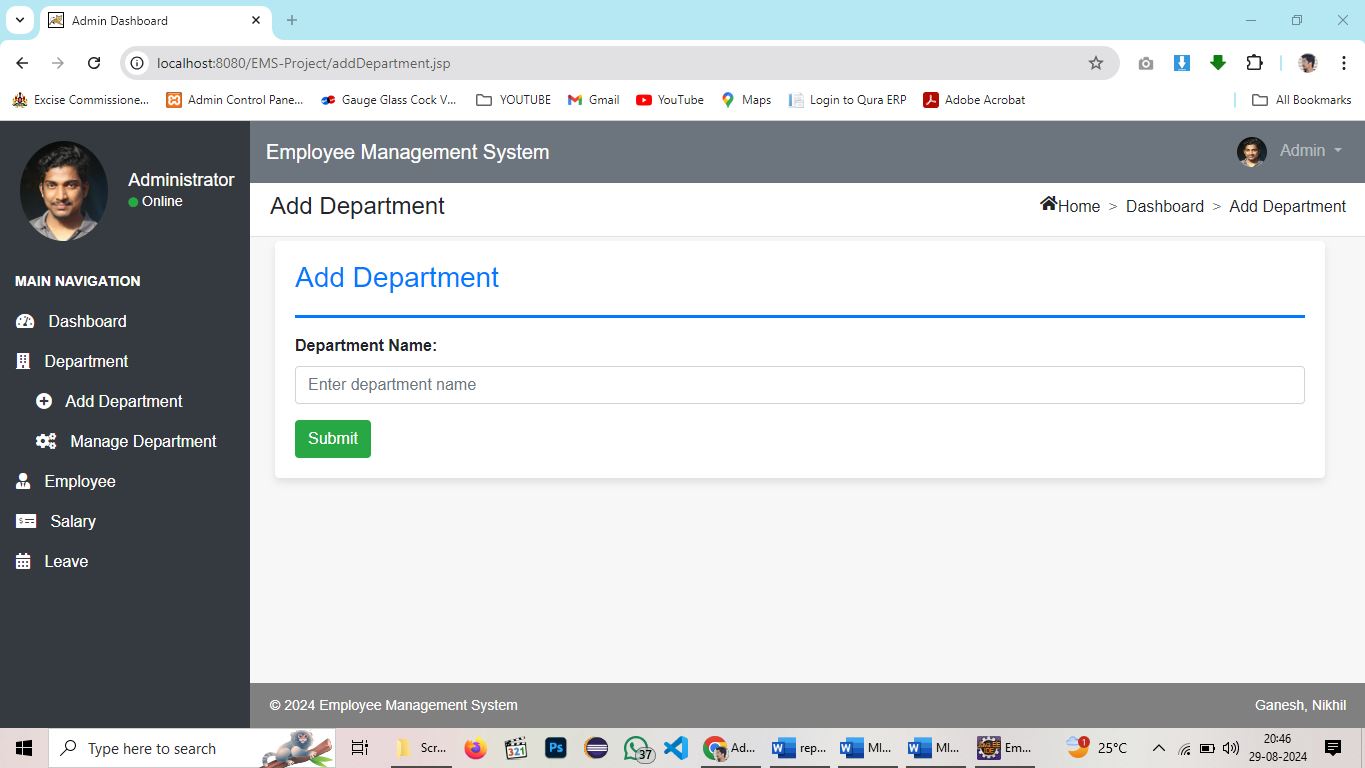 Admin Dashboard
localhost:8080/EMS-Project/addDepartment.jsp
Excise Commissione... Admin Control Pane... Gauge Glass Cock V... YOUTUBE Gmail YouTube Maps Login to Qura ERP Adobe Acrobat All Bookmarks
Administrator
Online
MAIN NAVIGATION
Dashboard
Department
Add Department
Manage Department
Employee
Salary
Leave
Employee Management System
Admin
Add Department
Home > Dashboard > Add Department
Add Department
Department Name:
Enter department name
Submit
© 2024 Employee Management System
Ganesh, Nikhil
Type here to search
Scr...
321
Ps
37
Ad...
rep...
MI...
MI...
Em...
1
25°C
20:46
29-08-2024